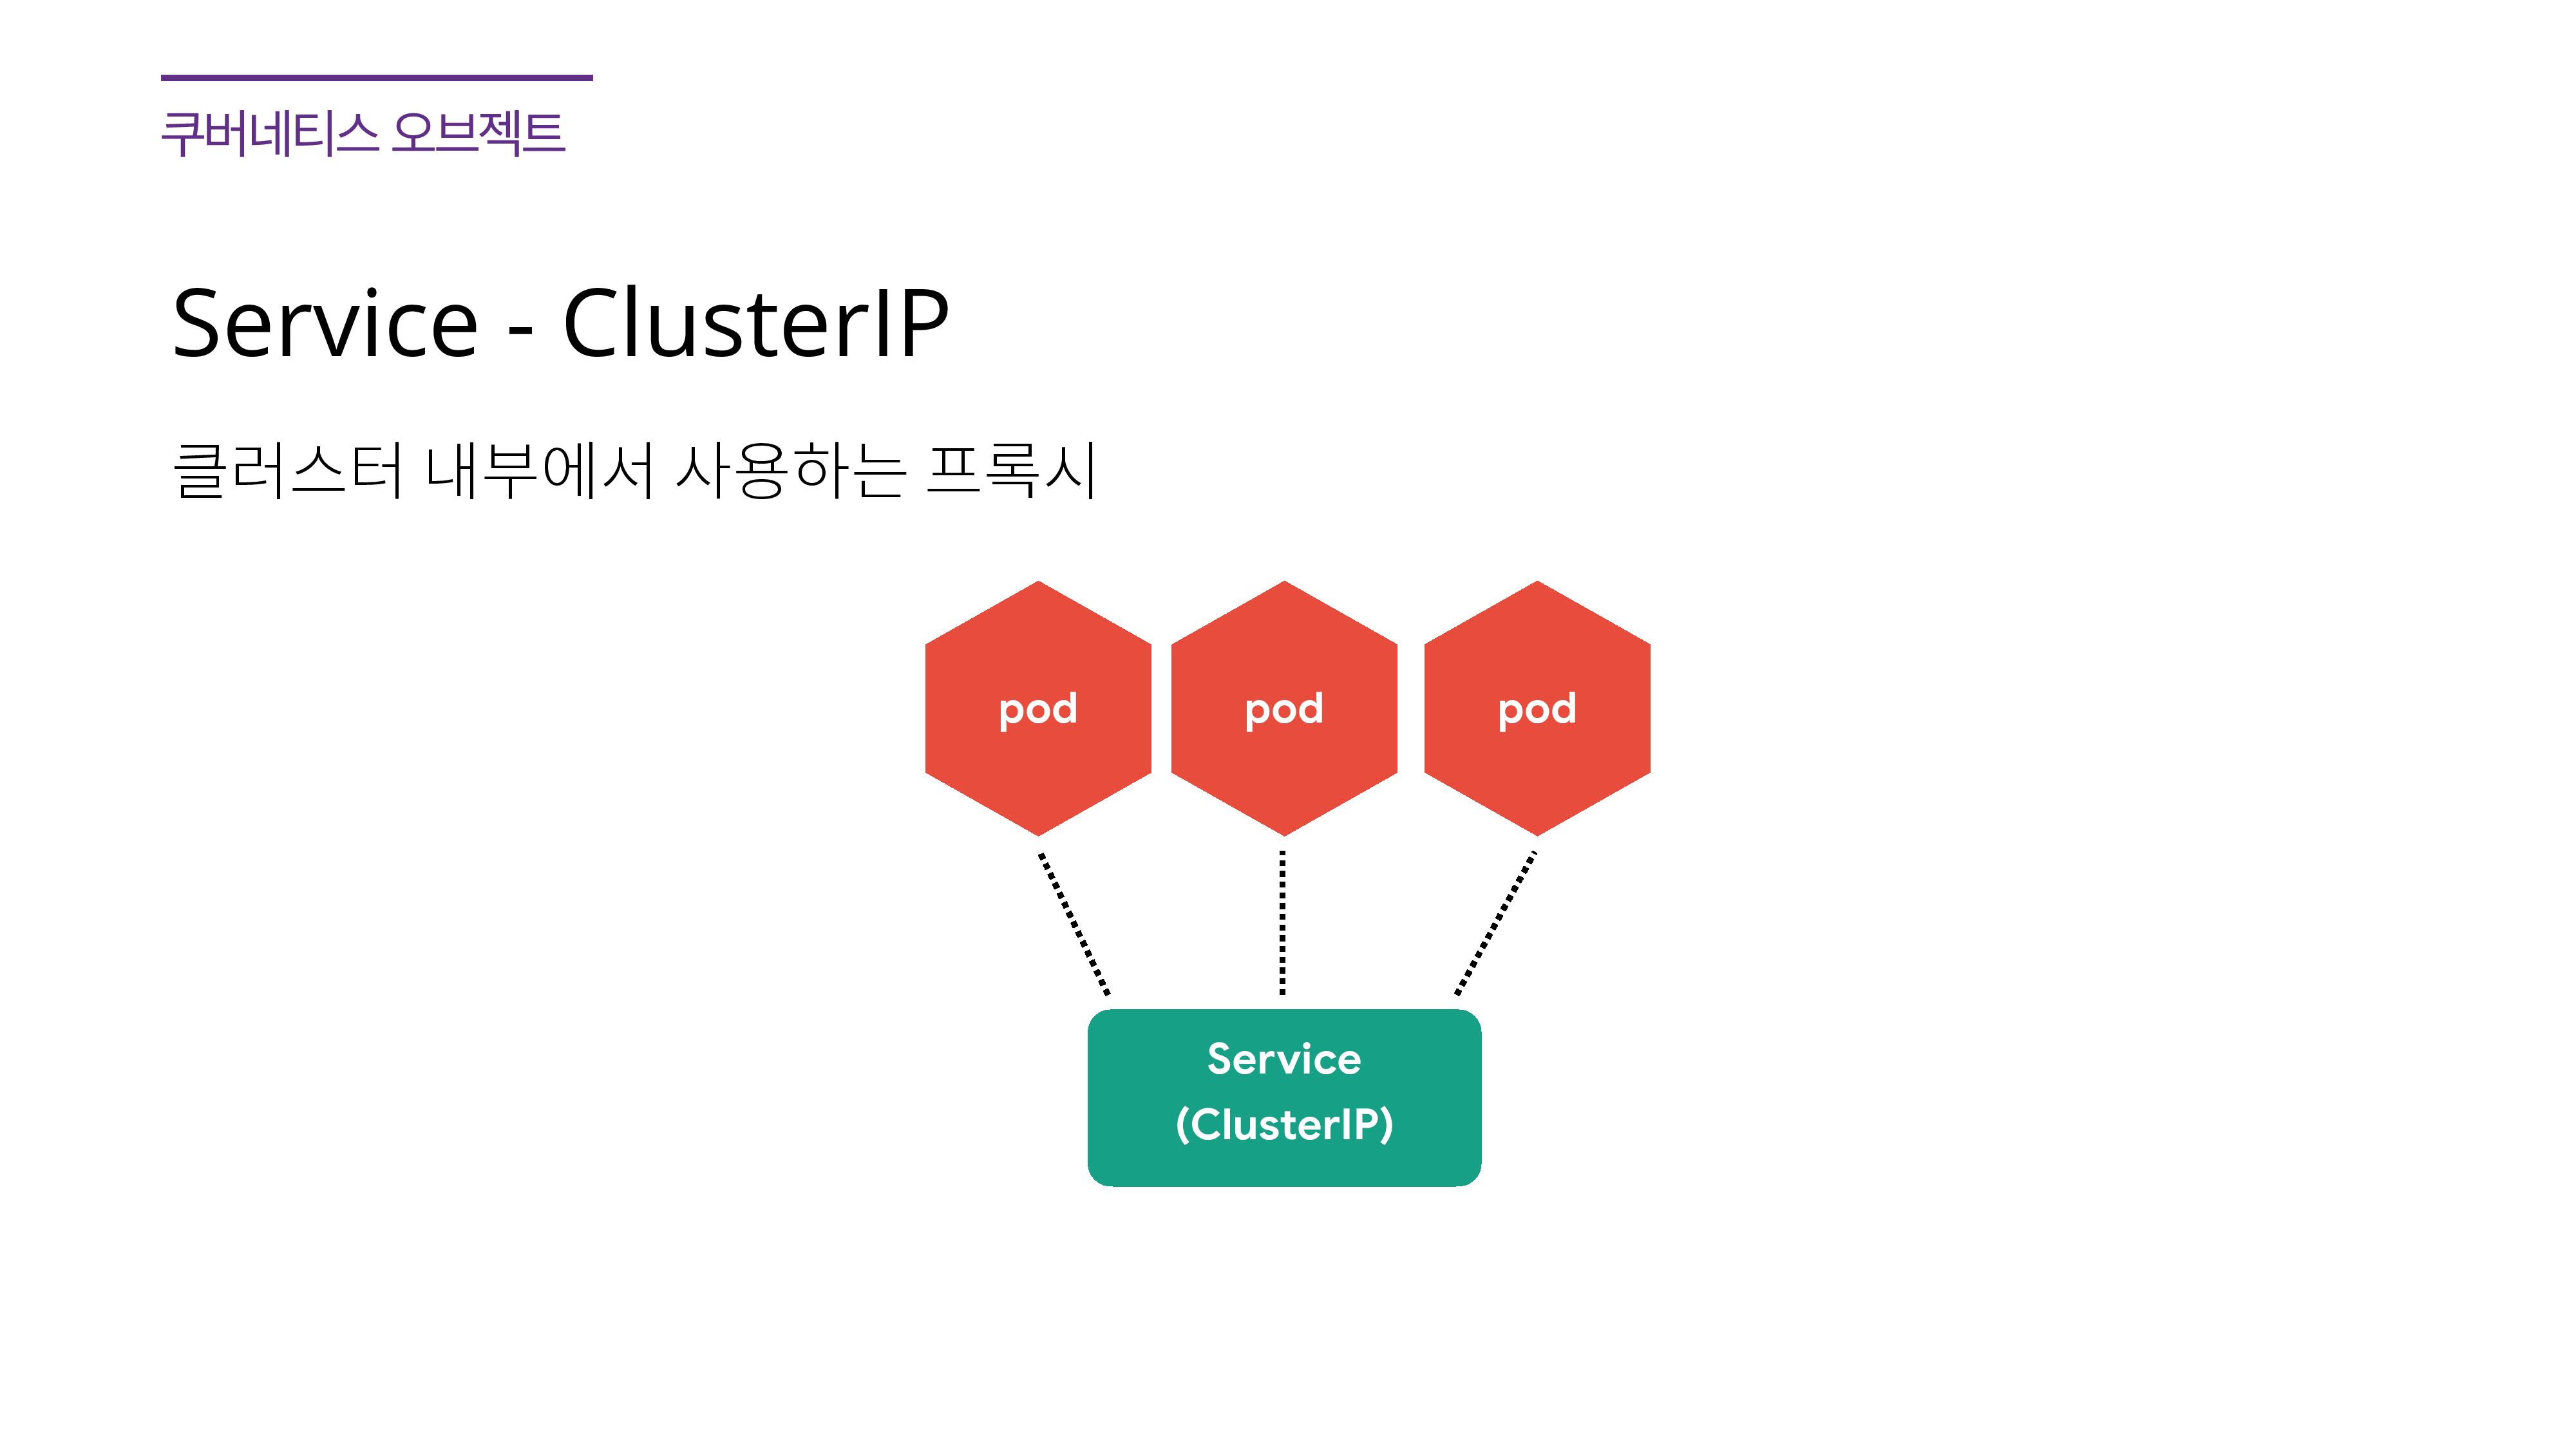 쿠버네티스 오브젝트
Service - ClusterIP
클러스터 내부에서 사용하는 프록시
pod
pod
pod
Service
(ClusterIP)